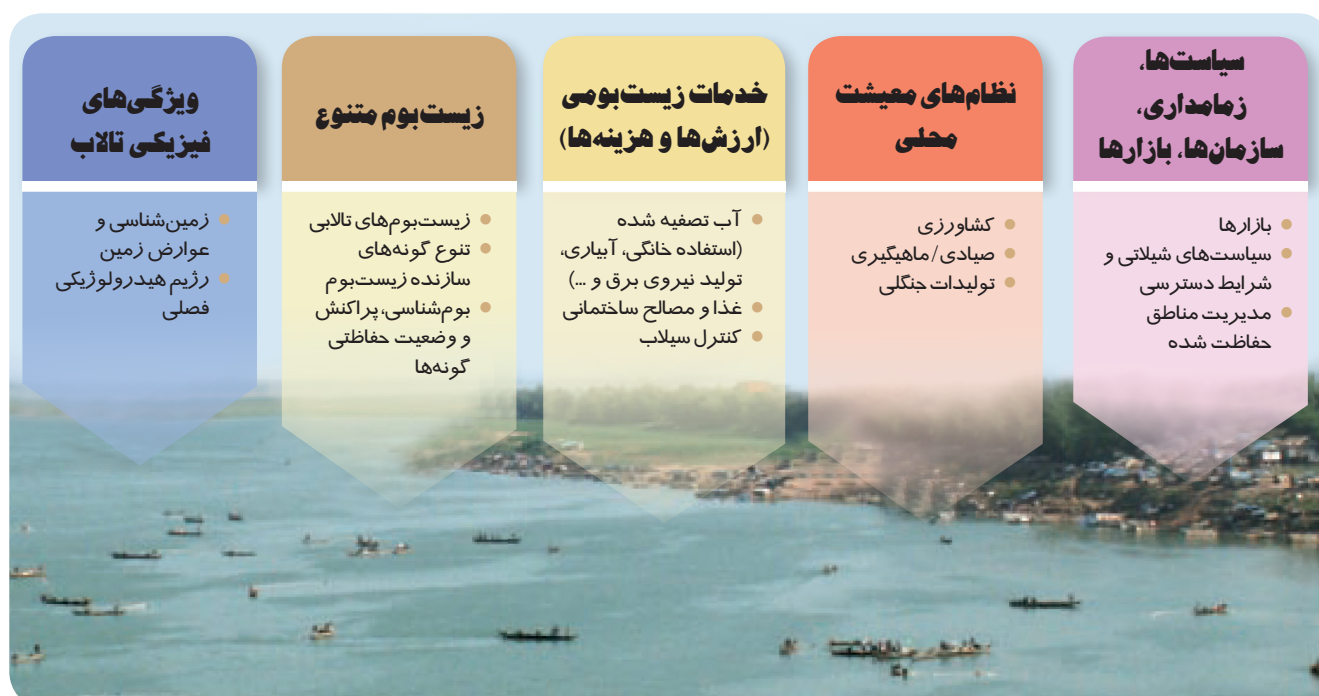 سیاست‌ها،
زمامداری،
سازمان‌ها، بازارها
بازارها
سیاست‌های شیلاتی و
شرایط دسترسی
مدیریت مناطق
حفاظت شده
نظام‌های معیشت
محلی
کشاورزی
صیادی/ماهیگیری
تولیدات جنگلی
خدمات زیست‌بومی
(ارزش‌ها و هزینه‌ها)
آب تصفیه شده
(استفاده خانگی، آبیاری،
تولید نیروی برق و ...)
غذا و مصالح ساختمانی
کنترل سیلاب
زیست‌بوم متنوع
زیست‌بوم‌های تالابی
تنوع گونه‌های
سازنده زیست‌بوم
بوم‌شناسی، پراکنش
و وضعیت حفاظتی
گونه‌ها
ویژگی‌های
فیزیکی تالاب
زمین‌شناسی و
عوارض زمین
رژیم هیدرولوژیکی
فصلی